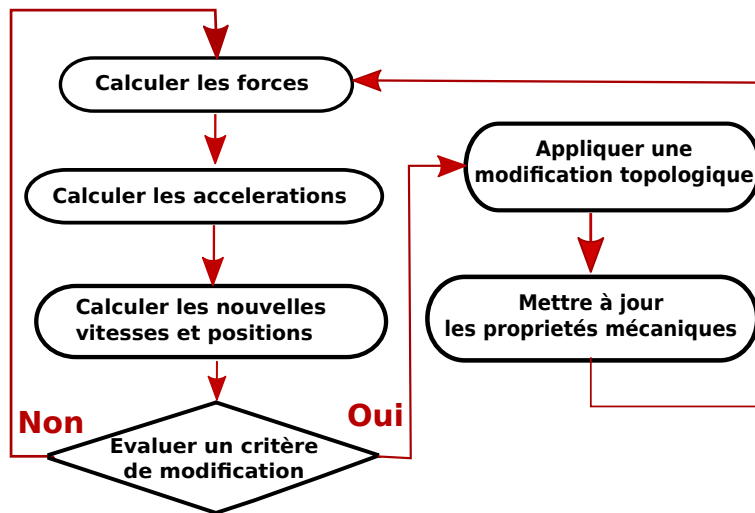 Calculer les forces
Calculer les accelerations
Calculer les nouvelles
vitesses et positions
Non
Oui
Evaluer un critère
de modification
Appliquer une
modification topologique
Mettre à jour
les proprietés mécaniques